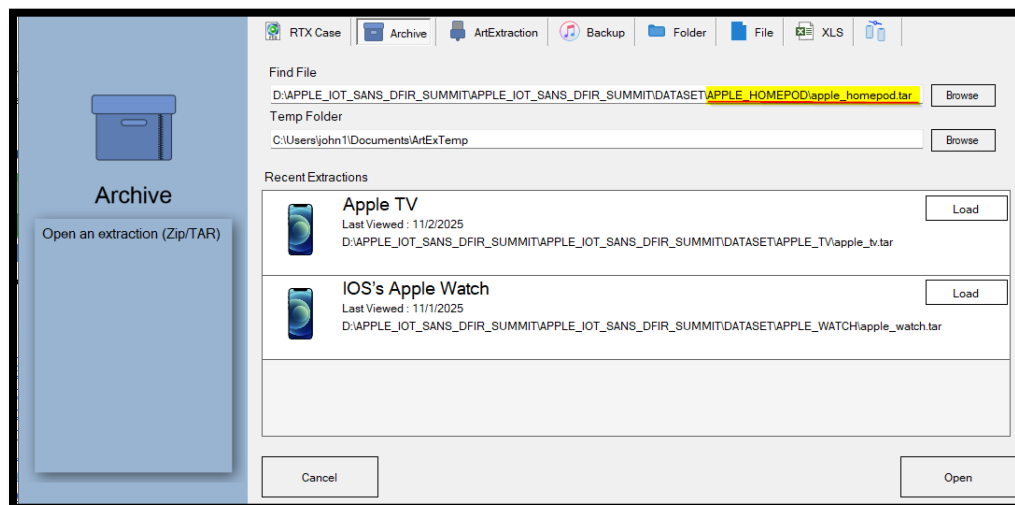 RTX Case Archive ArtExtraction Backup Folder File XLS
Find File
D:\APPLE_IOT_SANS_DFIR_SUMMIT\APPLE_IOT_SANS_DFIR_SUMMIT\DATASET\APPLE_HOMEPOD\apple_homepod.tar Browse
Temp Folder
C:\Users\john1\Documents\ArtExTemp Browse
Archive
Open an extraction (Zip/TAR)
Recent Extractions
Apple TV
Load
Last Viewed : 11/2/2025
D:\APPLE_IOT_SANS_DFIR_SUMMIT\APPLE_IOT_SANS_DFIR_SUMMIT\DATASET\APPLE_TV\apple_tv.tar
IOS's Apple Watch
Load
Last Viewed : 11/1/2025
D:\APPLE_IOT_SANS_DFIR_SUMMIT\APPLE_IOT_SANS_DFIR_SUMMIT\DATASET\APPLE_WATCH\apple_watch.tar
Cancel Open